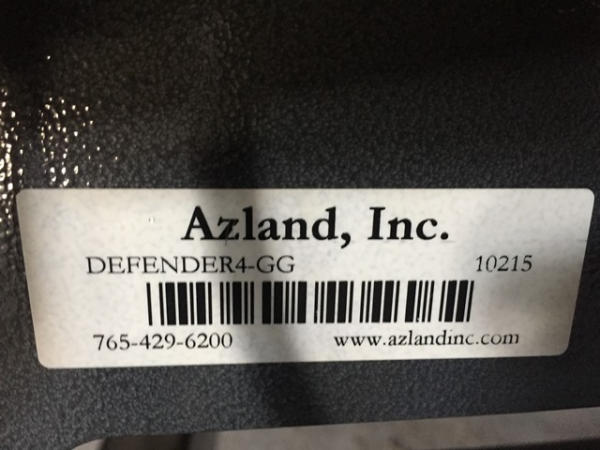 Azland, Inc.
DEFENDER4-GG 10215
765-429-6200 www.azlandinc.com